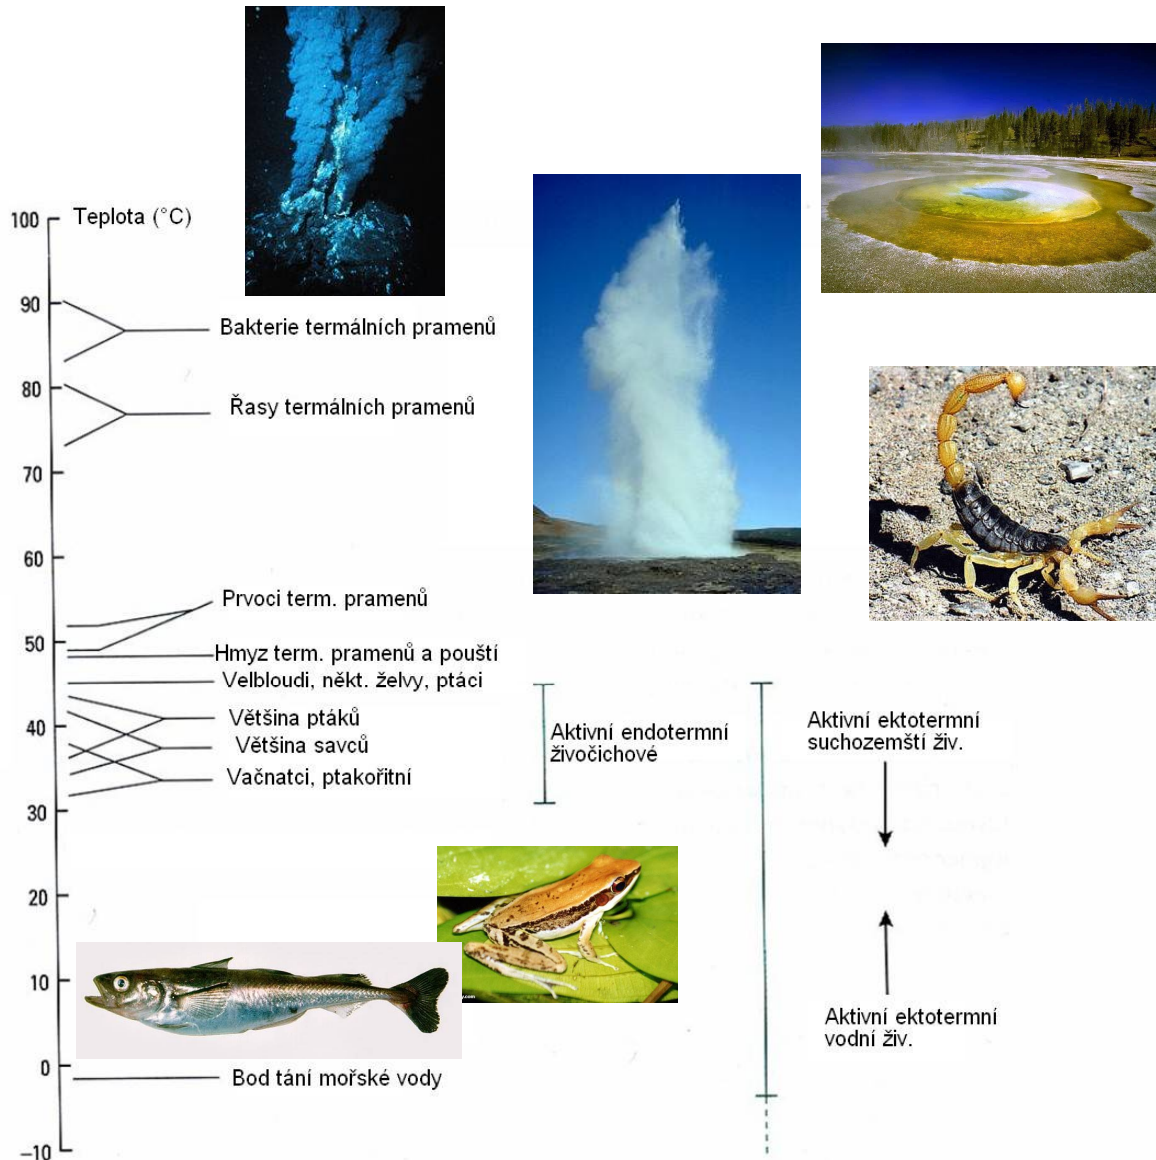 Teplota (°C)
100
90
Bakterie termálních pramenů
80
Řasy termálních pramenů
70
60
Prvoci term. pramenů
50
Hmyz term. pramenů a pouští
Velbloudi, někt. želvy, ptáci
Většina ptáků
40
Většina savců
Vačnatci, ptakořitní
30
Aktivní endotermní
živočichové
Aktivní ektotermní
suchozemští živ.
20
10
Aktivní ektotermní
vodní živ.
0
Bod tání mořské vody
–10